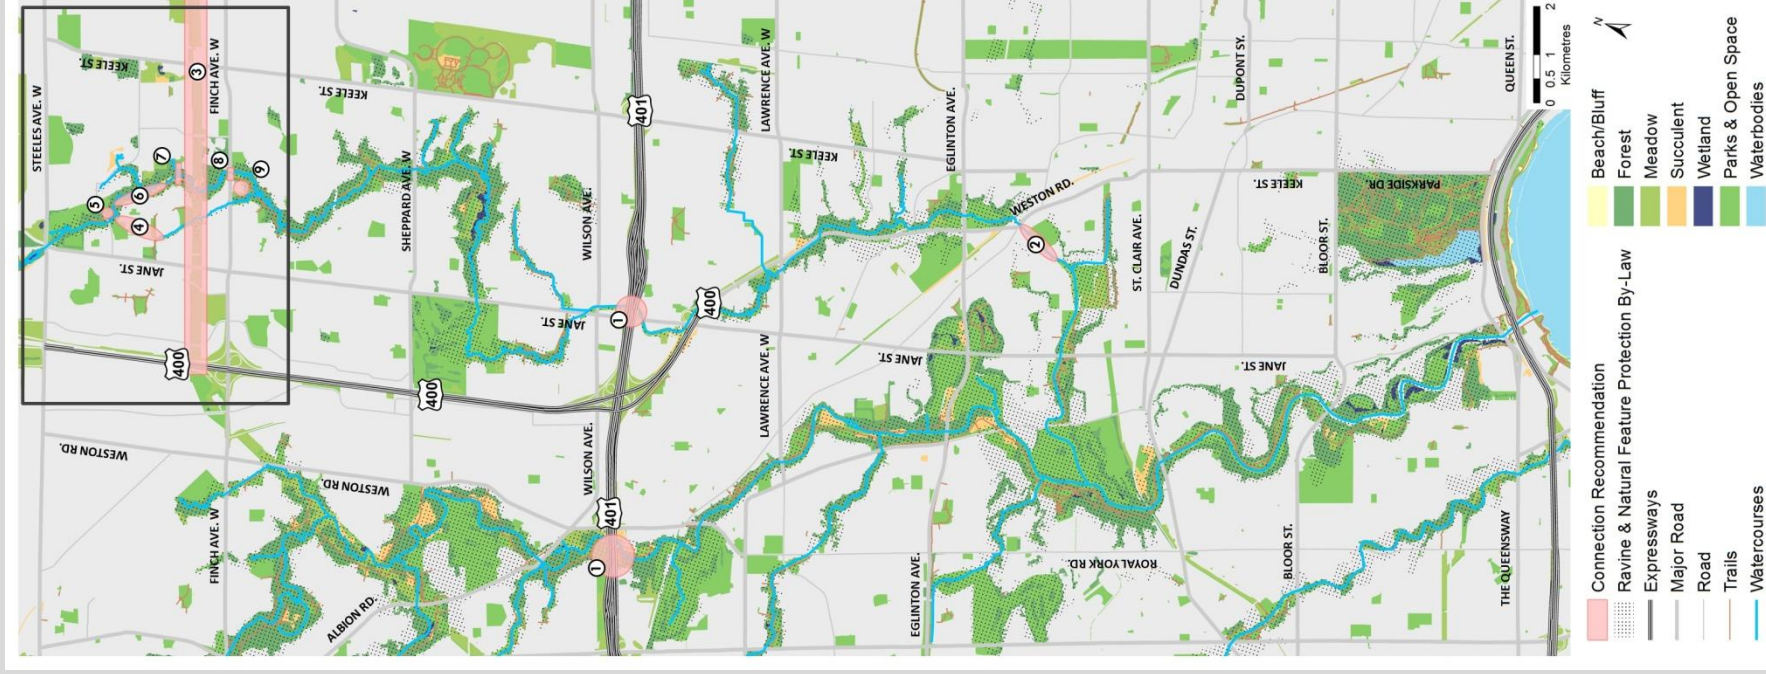 STEELES AVE. W
KEELE ST.
FINCH AVE. W
3
8
9
7
6
5
4
JANE ST.
400
WESTON RD.
FINCH AVE. W
WESTON RD.
ALBION RD.
KEELE ST.
SHEPPARD AVE. W
400
WILSON AVE.
JANE ST.
1
401
400
WILSON AVE.
401
1
LAWRENCE AVE. W
KEELE ST.
LAWRENCE AVE. W
JANE ST.
EGLINTON AVE.
WESTON RD.
2
EGLINTON AVE.
ROYAL YORK RD.
ST. CLAIR AVE.
DUNDAS ST.
DUPONT SY.
KEELE ST.
BLOOR ST.
JANE ST.
BLOOR ST.
PARKSIDE DR.
QUEEN ST.
THE QUEENSWAY
0 0.5 1 2
Kilometres
N
Connection Recommendation
Ravine & Natural Feature Protection By-Law
Expressways
Major Road
Road
Trails
Watercourses
Beach/Bluff
Forest
Meadow
Succulent
Wetland
Parks & Open Space
Waterbodies